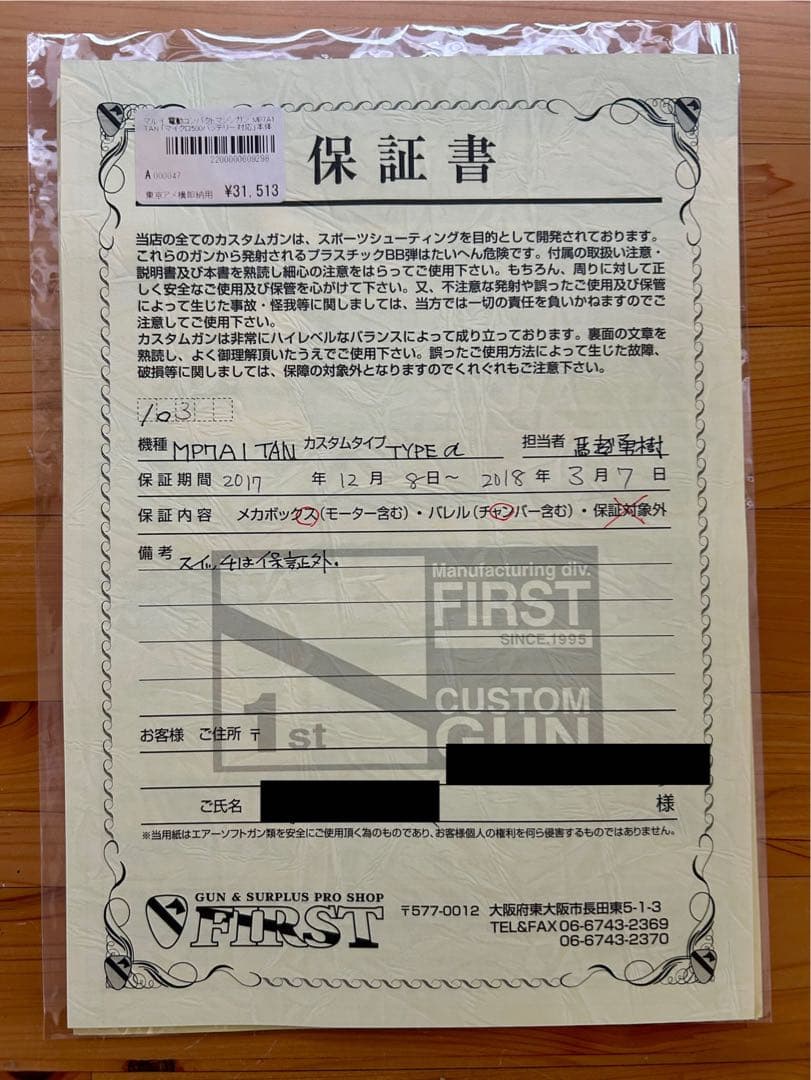 マルイ 電動コンパクトマシンガン MP7A1
TAN「マイクロ500バッテリー対応」本体
2200000609298
A 000047
東京アメ横即納用 ¥31,513
保証書
当店の全てのカスタムガンは、スポーツシューティングを目的として開発されております。
これらのガンから発射されるプラスチックBB弾はたいへん危険です。付属の取扱い注意・
説明書及び本書を熟読し細心の注意をはらってご使用下さい。もちろん、周りに対して正
しく安全なご使用及び保管を心がけて下さい。又、不注意な発射や誤ったご使用及び保管
によって生じた事故・怪我等に関しましては、当方では一切の責任を負いかねますのでご
注意してご使用下さい。
カスタムガンは非常にハイレベルなバランスによって成り立っております。裏面の文章を
熟読し、よく御理解頂いたうえでご使用下さい。誤ったご使用方法によって生じた故障、
破損等に関しましては、保障の対象外となりますのでくれぐれもご注意下さい。
103
機種 MP7A1 TAN カスタムタイプ TYPE α 担当者
保証期間 2017 年 12 月 8日〜 2018 年 3 月 7 日
保証内容 メカボックス(モーター含む)・バレル(チャンバー含む)・保証対象外
備考 スイッチは保証外.
Manufacturing div.
FIRST
SINCE.1995
1st
CUSTOM
GUN
お客様 ご住所 〒
ご氏名 様
※当用紙はエアーソフトガン類を安全にご使用頂く為のものであり、お客様個人の権利を何ら侵害するものではありません。
GUN & SURPLUS PRO SHOP
FIRST
〒577-0012 大阪府東大阪市長田東5-1-3
TEL&FAX 06-6743-2369
06-6743-2370